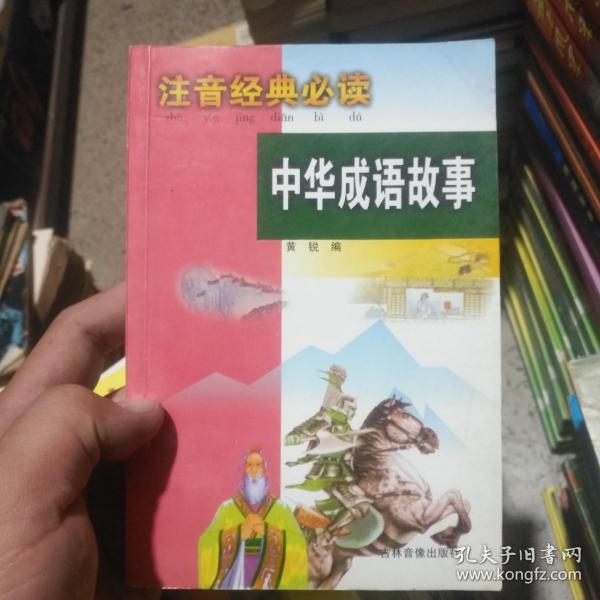 注音经典必读
zhù yīn jīng diǎn bì dú
中华成语故事
黄锐 编
吉林音像出版社
孔夫子旧书网
www.kongfz.com